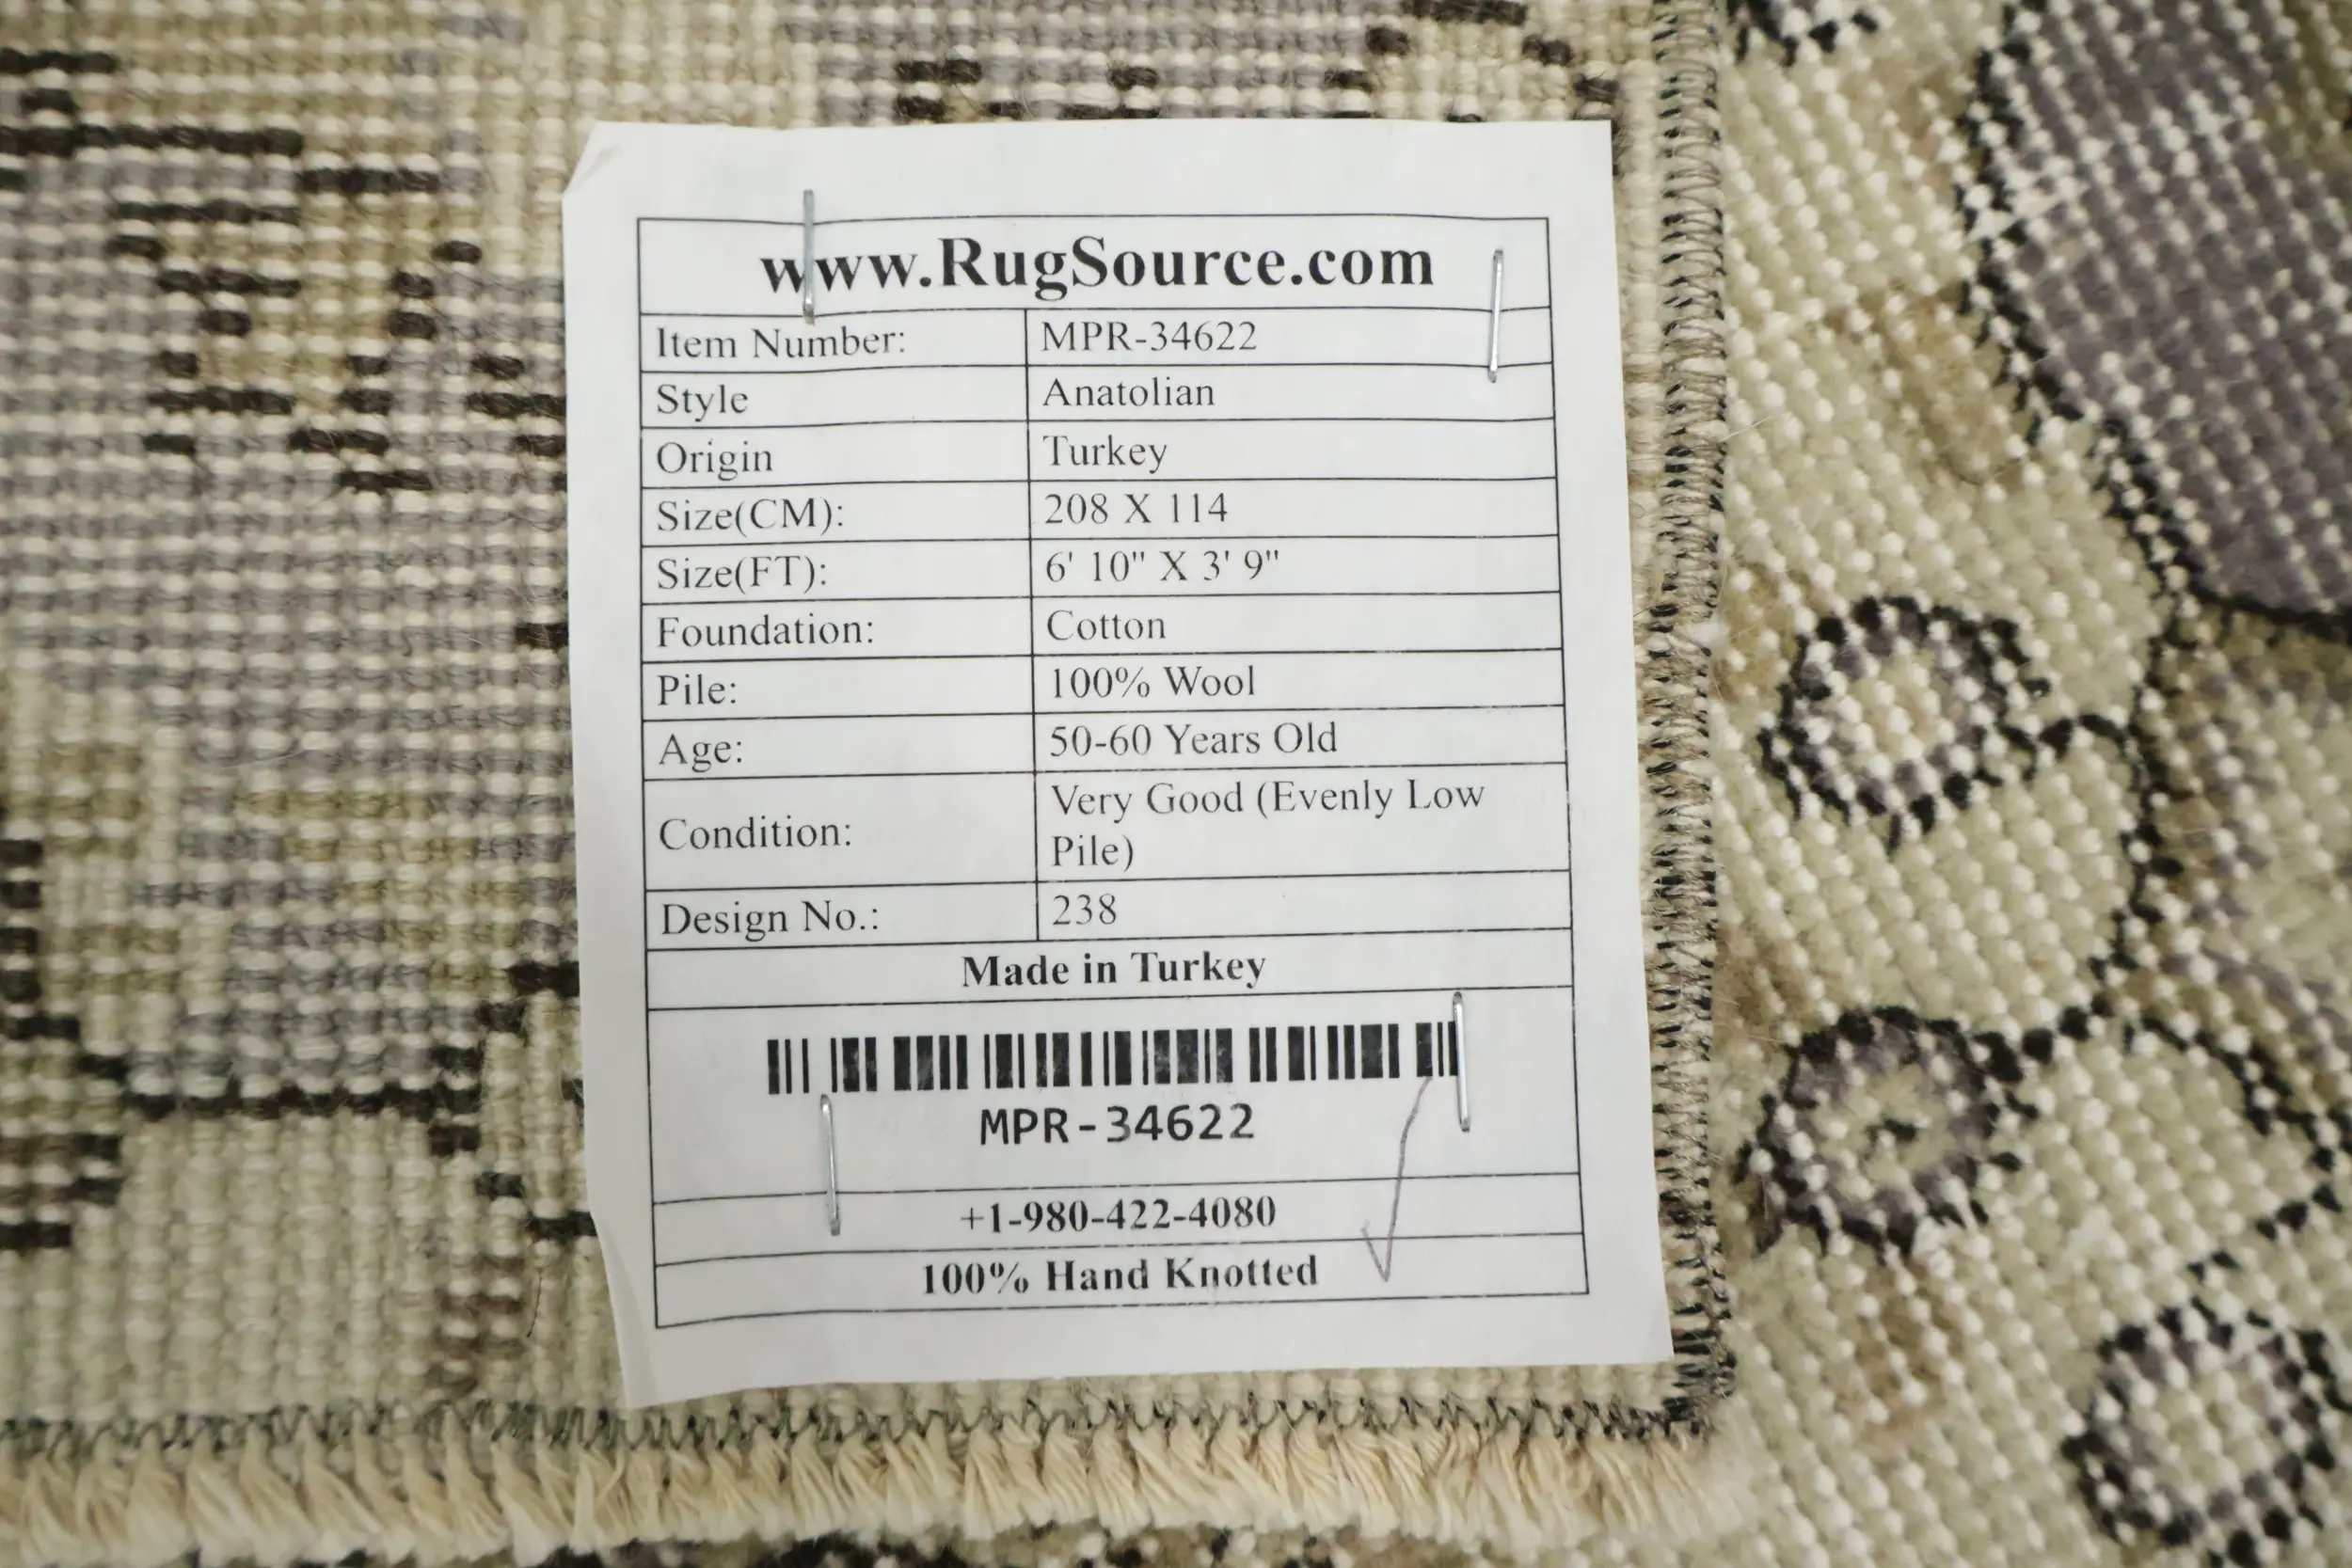 www.RugSource.com
Item Number: MPR-34622
Style Anatolian
Origin Turkey
Size(CM): 208 X 114
Size(FT): 6' 10" X 3' 9"
Foundation: Cotton
Pile: 100% Wool
Age: 50-60 Years Old
Condition: Very Good (Evenly Low
Pile)
Design No.: 238
Made in Turkey
MPR-34622
+1-980-422-4080
100% Hand Knotted